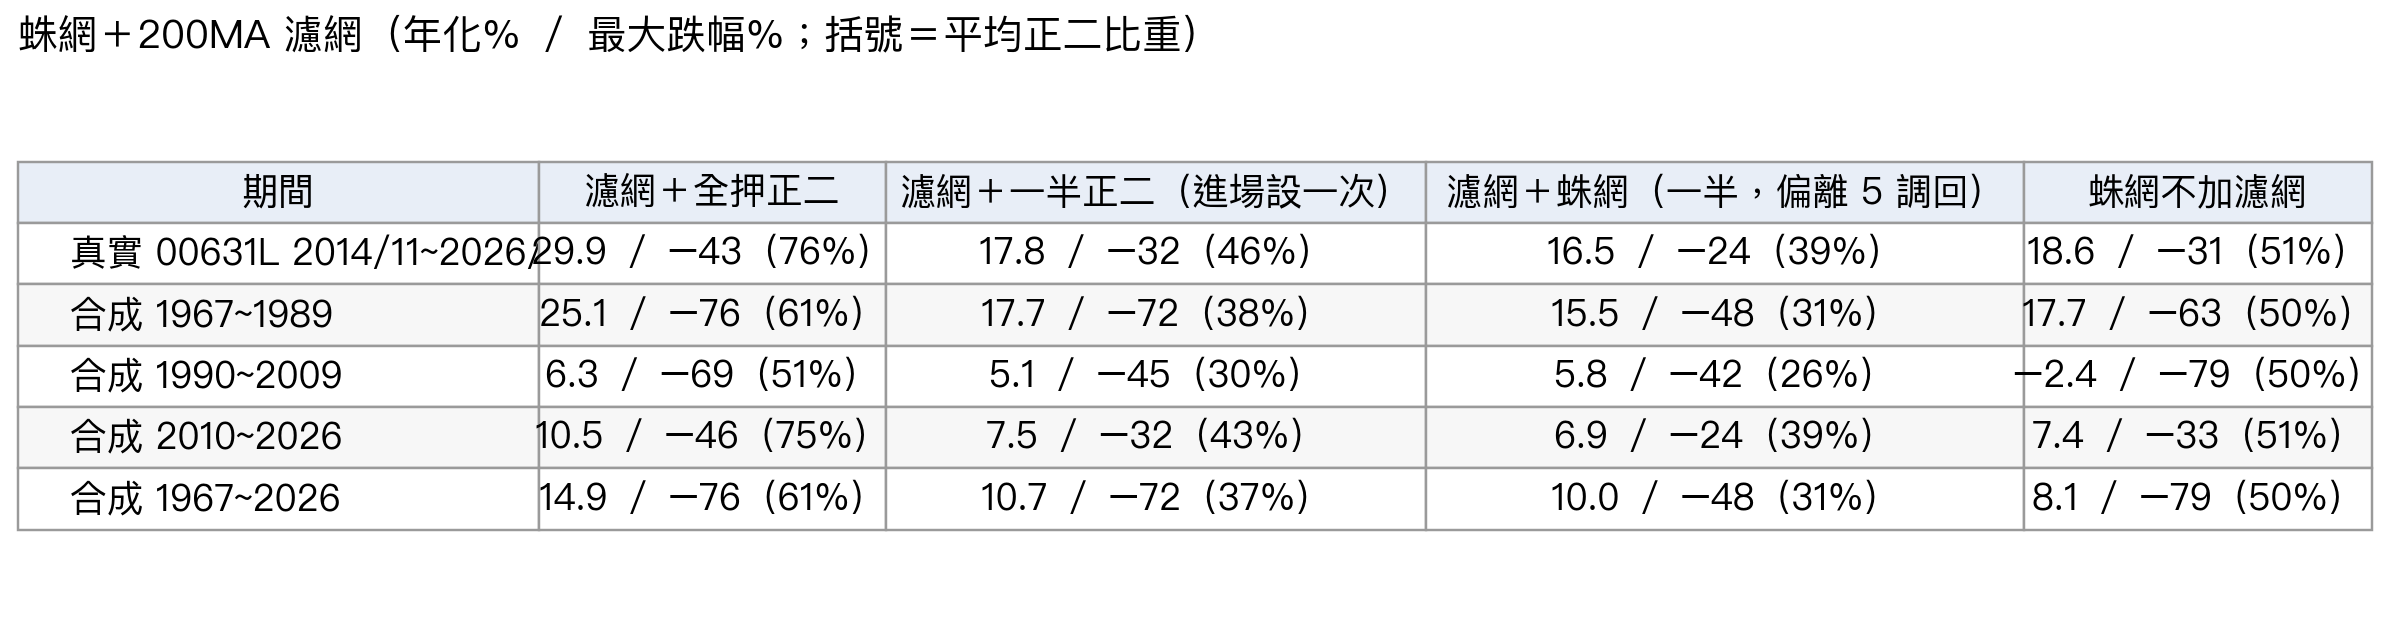 蛛網＋200MA 濾網（年化% / 最大跌幅%；括號＝平均正二比重）
期間 濾網＋全押正二 濾網＋一半正二（進場設一次） 濾網＋蛛網（一半，偏離 5 調回） 蛛網不加濾網
真實 00631L 2014/11~2026/ 29.9 / −43（76%） 17.8 / −32（46%） 16.5 / −24（39%） 18.6 / −31（51%）
合成 1967~1989 25.1 / −76（61%） 17.7 / −72（38%） 15.5 / −48（31%） 17.7 / −63（50%）
合成 1990~2009 6.3 / −69（51%） 5.1 / −45（30%） 5.8 / −42（26%） −2.4 / −79（50%）
合成 2010~2026 10.5 / −46（75%） 7.5 / −32（43%） 6.9 / −24（39%） 7.4 / −33（51%）
合成 1967~2026 14.9 / −76（61%） 10.7 / −72（37%） 10.0 / −48（31%） 8.1 / −79（50%）